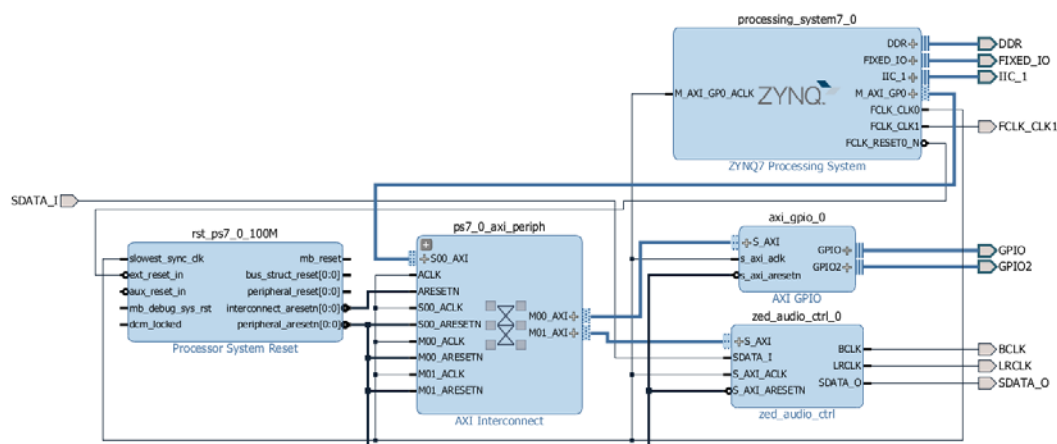 processing_system7_0
DDR
FIXED_IO
IIC_1
M_AXI_GP0_ACLK
ZYNQ
M_AXI_GP0
FCLK_CLK0
FCLK_CLK1
FCLK_RESET0_N
ZYNQ7 Processing System
DDR
FIXED_IO
IIC_1
FCLK_CLK1
SDATA_I
rst_ps7_0_100M
slowest_sync_clk
ext_reset_in
aux_reset_in
mb_debug_sys_rst
dcm_locked
mb_reset
bus_struct_reset[0:0]
peripheral_reset[0:0]
interconnect_aresetn[0:0]
peripheral_aresetn[0:0]
Processor System Reset
ps7_0_axi_periph
S00_AXI
ACLK
ARESETN
S00_ACLK
S00_ARESETN
M00_ACLK
M00_ARESETN
M01_ACLK
M01_ARESETN
M00_AXI
M01_AXI
AXI Interconnect
axi_gpio_0
S_AXI
s_axi_aclk
s_axi_aresetn
GPIO
GPIO2
AXI GPIO
GPIO
GPIO2
zed_audio_ctrl_0
S_AXI
SDATA_I
S_AXI_ACLK
S_AXI_ARESETN
BCLK
LRCLK
SDATA_O
zed_audio_ctrl
BCLK
LRCLK
SDATA_O